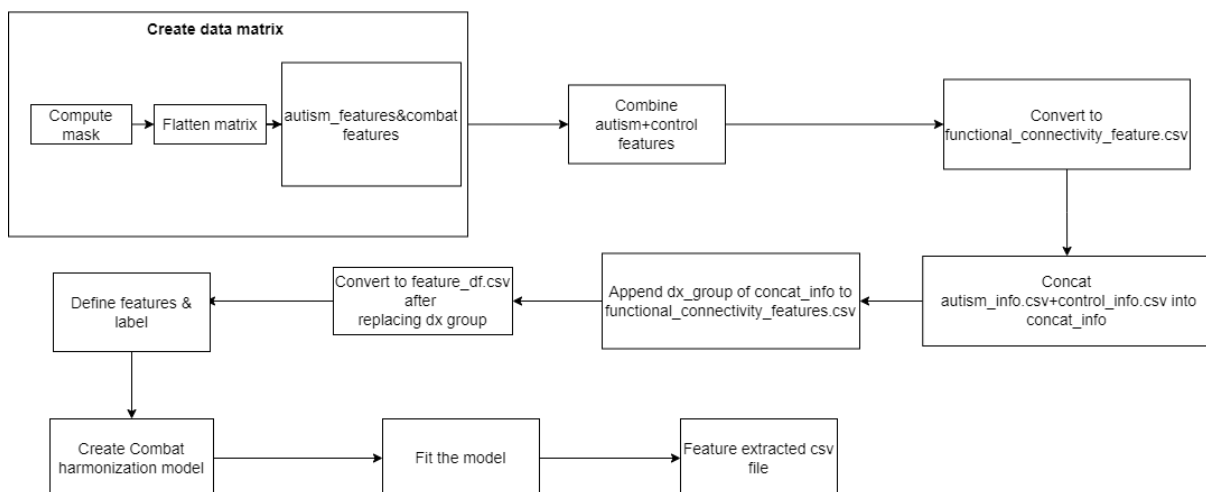 Create data matrix
Compute
mask
Flatten matrix
autism_features&combat
features
Combine
autism+control
features
Convert to
functional_connectivity_feature.csv
Concat
autism_info.csv+control_info.csv into
concat_info
Append dx_group of concat_info to
functional_connectivity_features.csv
Convert to feature_df.csv
after
replacing dx group
Define features &
label
Create Combat
harmonization model
Fit the model
Feature extracted csv
file